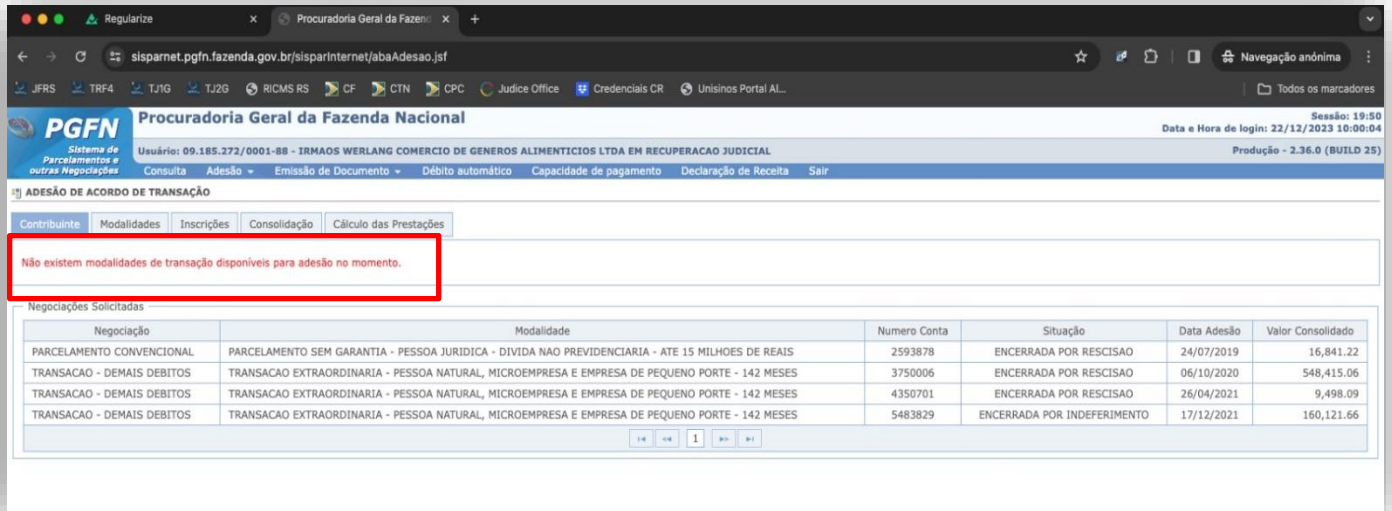 Regularize
Procuradoria Geral da Fazend
sisparnet.pgfn.fazenda.gov.br/sisparInternet/abaAdesao.jsf
Navegação anónima
JFRS TRF4 TJ1G TJ2G RICMS RS CF CTN CPC Judice Office Credenciais CR Unisinos Portal Al...
Todos os marcadores
PGFN
Sistema de
Parcelamentos e
outras Negociações
Procuradoria Geral da Fazenda Nacional
Sessão: 19:50
Data e Hora de login: 22/12/2023 10:00:04
Usuário: 09.185.272/0001-88 - IRMAOS WERLANG COMERCIO DE GENEROS ALIMENTICIOS LTDA EM RECUPERACAO JUDICIAL
Produção - 2.36.0 (BUILD 25)
Consulta Adesão Emissão de Documento Débito automático Capacidade de pagamento Declaração de Receita Sair
ADESÃO DE ACORDO DE TRANSAÇÃO
Contribuinte Modalidades Inscrições Consolidação Cálculo das Prestações
Não existem modalidades de transação disponíveis para adesão no momento.
Negociações Solicitadas
Negociação Modalidade Numero Conta Situação Data Adesão Valor Consolidado
PARCELAMENTO CONVENCIONAL PARCELAMENTO SEM GARANTIA - PESSOA JURIDICA - DIVIDA NAO PREVIDENCIARIA - ATE 15 MILHOES DE REAIS 2593878 ENCERRADA POR RESCISAO 24/07/2019 16,841.22
TRANSACAO - DEMAIS DEBITOS TRANSACAO EXTRAORDINARIA - PESSOA NATURAL, MICROEMPRESA E EMPRESA DE PEQUENO PORTE - 142 MESES 3750006 ENCERRADA POR RESCISAO 06/10/2020 548,415.06
TRANSACAO - DEMAIS DEBITOS TRANSACAO EXTRAORDINARIA - PESSOA NATURAL, MICROEMPRESA E EMPRESA DE PEQUENO PORTE - 142 MESES 4350701 ENCERRADA POR RESCISAO 26/04/2021 9,498.09
TRANSACAO - DEMAIS DEBITOS TRANSACAO EXTRAORDINARIA - PESSOA NATURAL, MICROEMPRESA E EMPRESA DE PEQUENO PORTE - 142 MESES 5483829 ENCERRADA POR INDEFERIMENTO 17/12/2021 160,121.66
1